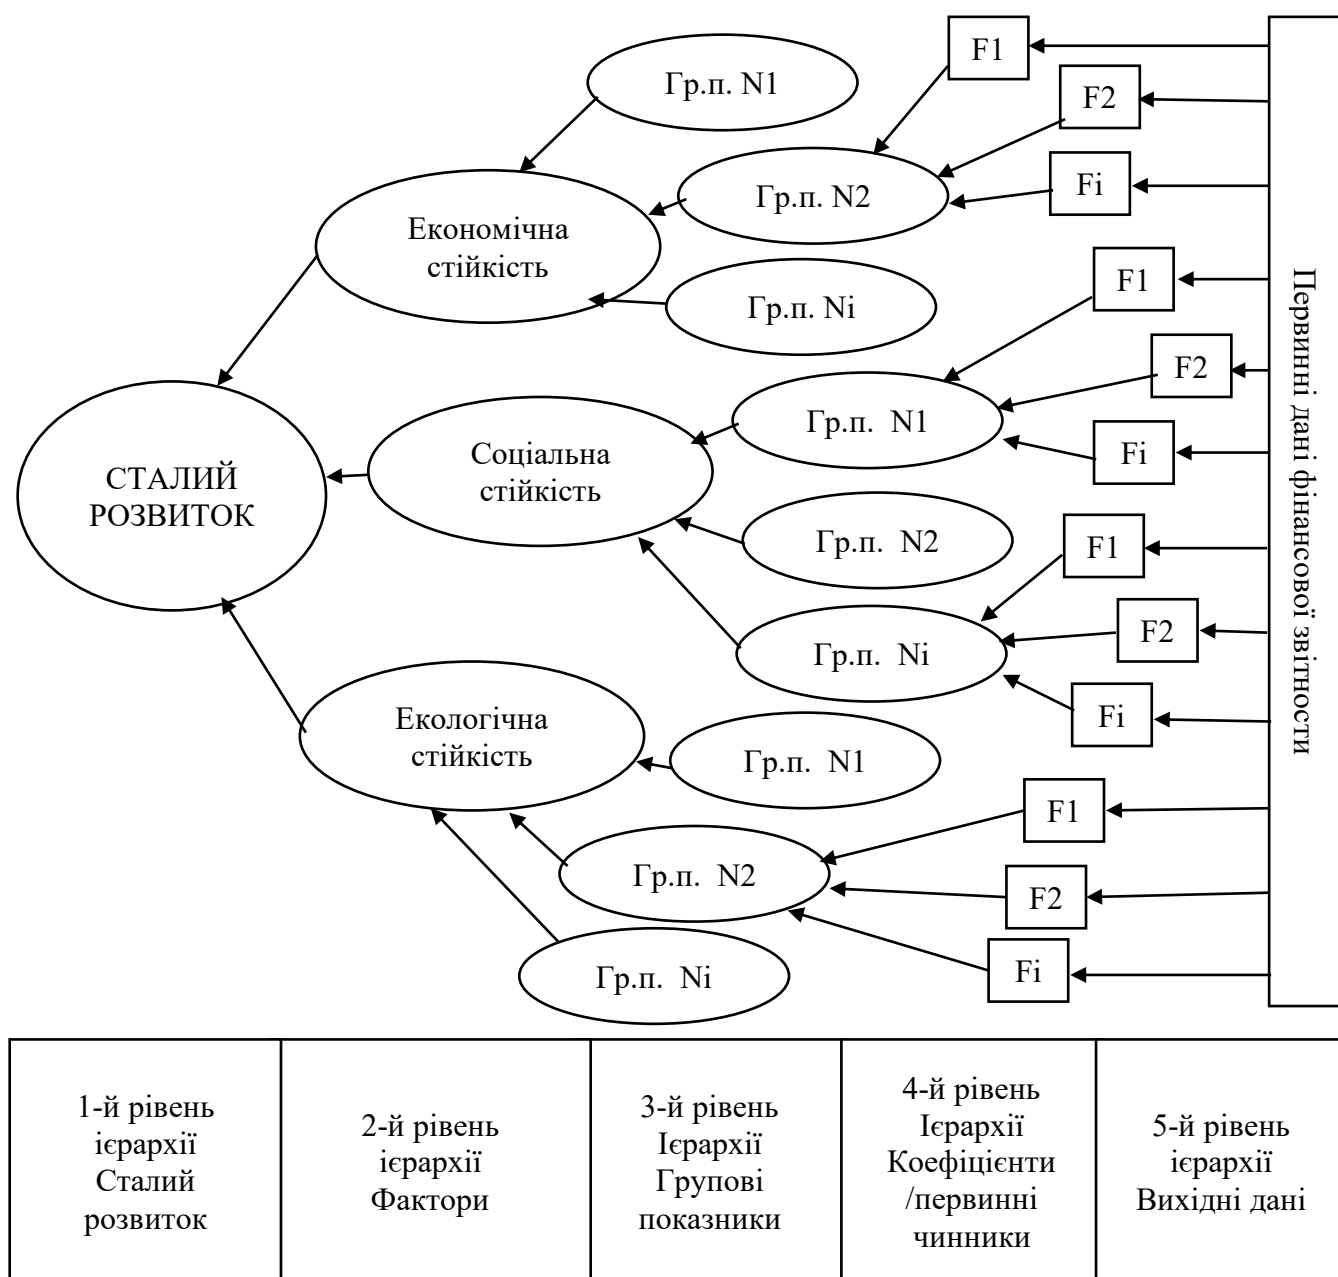 F1
Гр.п. N1
F2
Fi
Гр.п. N2
Економічна
стійкість
F1
Гр.п. Ni
F2
Гр.п.  N1
Fi
Соціальна
стійкість
СТАЛИЙ
РОЗВИТОК
Гр.п.  N2
F1
F2
Гр.п.  Ni
Fi
Екологічна
стійкість
Гр.п.  N1
F1
Гр.п.  N2
F2
Гр.п.  Ni
Fi
Первинні дані фінансової звітности
1-й рівень
ієрархії
Сталий
розвиток
2-й рівень
ієрархії
Фактори
3-й рівень
Ієрархії
Групові
показники
4-й рівень
Ієрархії
Коефіцієнти
/первинні
чинники
5-й рівень
ієрархії
Вихідні дані